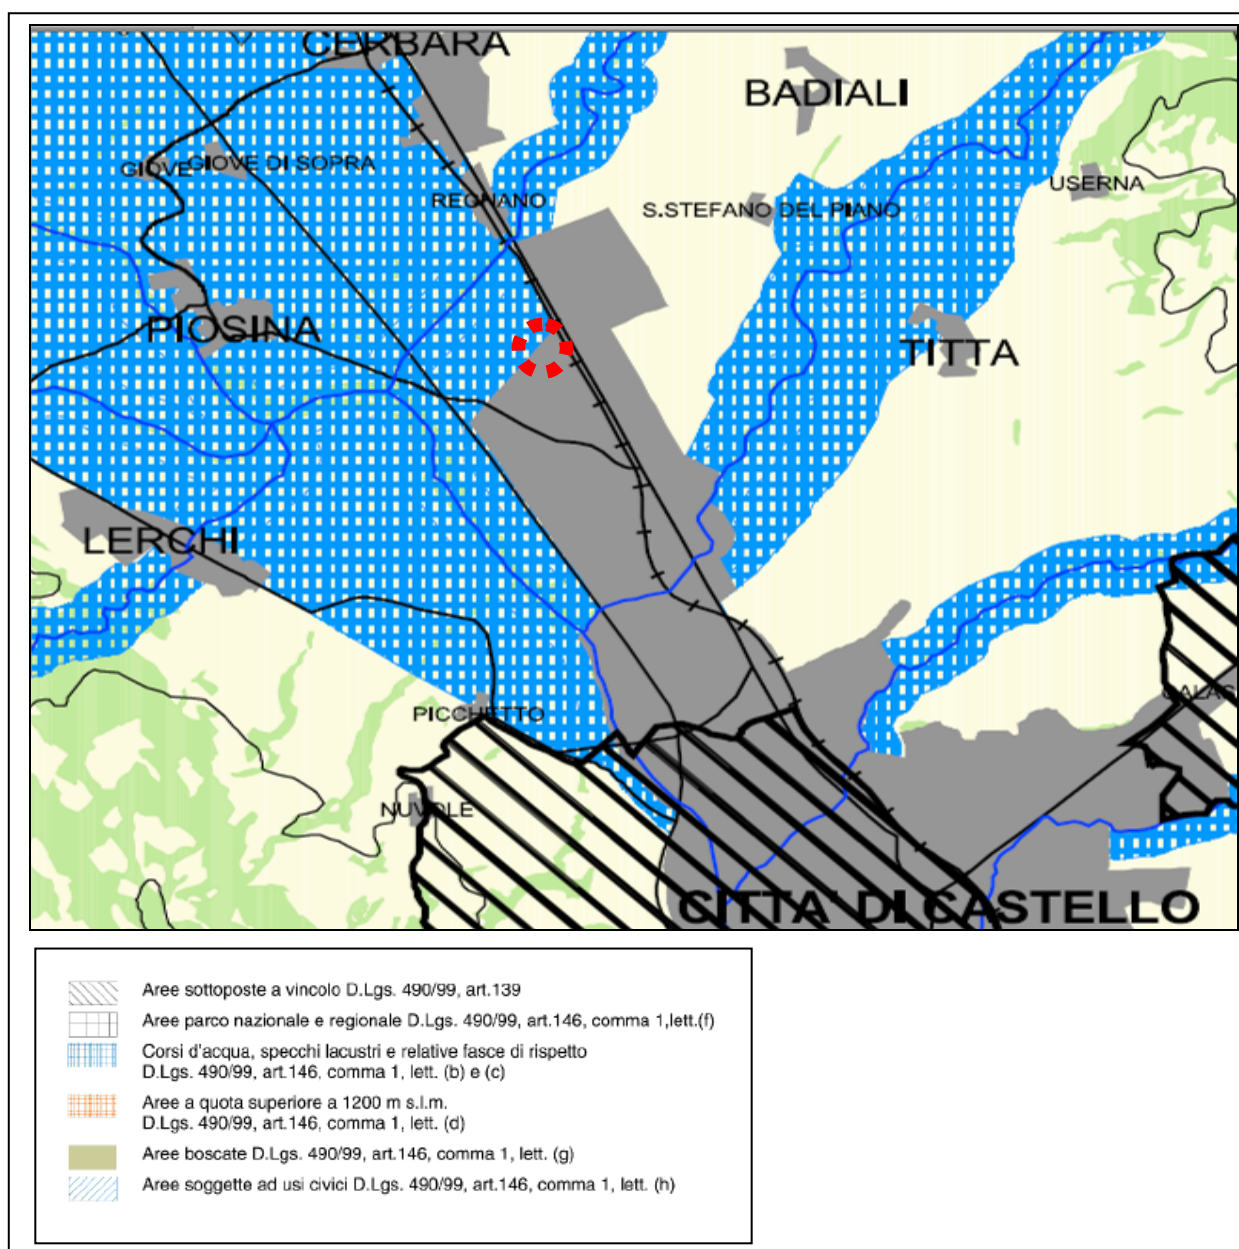 CERBARA
BADIALI
GIOVE
GIOVE DI SOPRA
USERNA
REGNANO
S.STEFANO DEL PIANO
PIOSINA
TITTA
LERCHI
CALAS
PICCHETTO
NUVOLE
CITTA' DI CASTELLO
Aree sottoposte a vincolo D.Lgs. 490/99, art.139
Aree parco nazionale e regionale D.Lgs. 490/99, art.146, comma 1,lett.(f)
Corsi d'acqua, specchi lacustri e relative fasce di rispetto
D.Lgs. 490/99, art.146, comma 1, lett. (b) e (c)
Aree a quota superiore a 1200 m s.l.m.
D.Lgs. 490/99, art.146, comma 1, lett. (d)
Aree boscate D.Lgs. 490/99, art.146, comma 1, lett. (g)
Aree soggette ad usi civici D.Lgs. 490/99, art.146, comma 1, lett. (h)